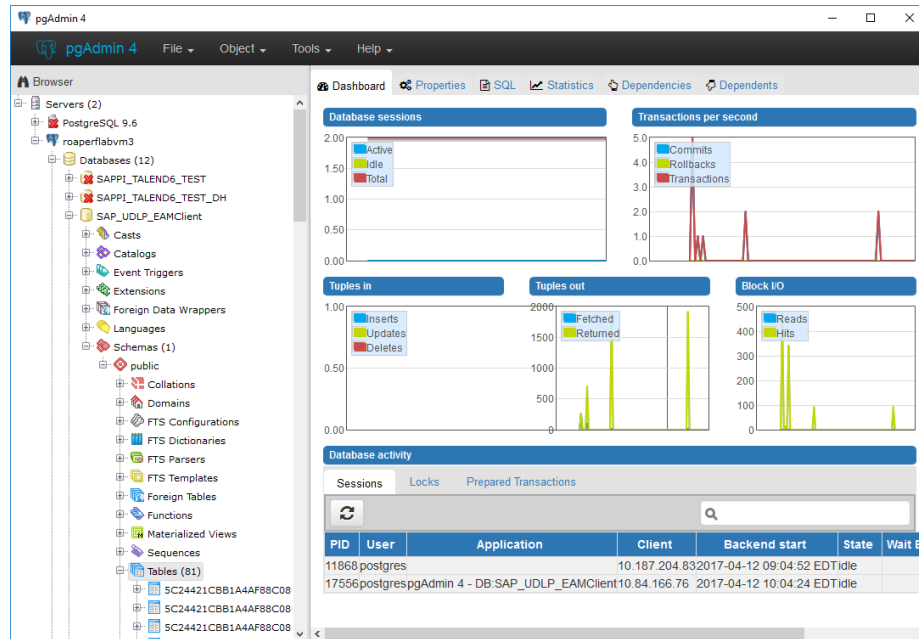 pgAdmin 4
pgAdmin 4 File Object Tools Help
Browser
Servers (2)
PostgreSQL 9.6
roaperflabvm3
Databases (12)
SAPPI_TALEND6_TEST
SAPPI_TALEND6_TEST_DH
SAP_UDLP_EAMClient
Casts
Catalogs
Event Triggers
Extensions
Foreign Data Wrappers
Languages
Schemas (1)
public
Collations
Domains
FTS Configurations
FTS Dictionaries
FTS Parsers
FTS Templates
Foreign Tables
Functions
Materialized Views
Sequences
Tables (81)
5C24421CBB1A4AF88C08
5C24421CBB1A4AF88C08
5C24421CBB1A4AF88C08
Dashboard Properties SQL Statistics Dependencies Dependents
Database sessions
2.00
1.50
1.00
0.50
0.00
Active
Idle
Total
Transactions per second
5.0
4.0
3.0
2.0
1.0
0.0
Commits
Rollbacks
Transactions
Tuples in
1.00
0.50
0.00
Inserts
Updates
Deletes
Tuples out
2000
1500
1000
500
0
Fetched
Returned
Block I/O
500
400
300
200
100
0
Reads
Hits
Database activity
Sessions Locks Prepared Transactions
PID User Application Client Backend start State Wait E
11868 postgres 10.187.204.83 2017-04-12 09:04:52 EDT idle
17556 postgres pgAdmin 4 - DB:SAP_UDLP_EAMClient 10.84.166.76 2017-04-12 10:04:24 EDT idle